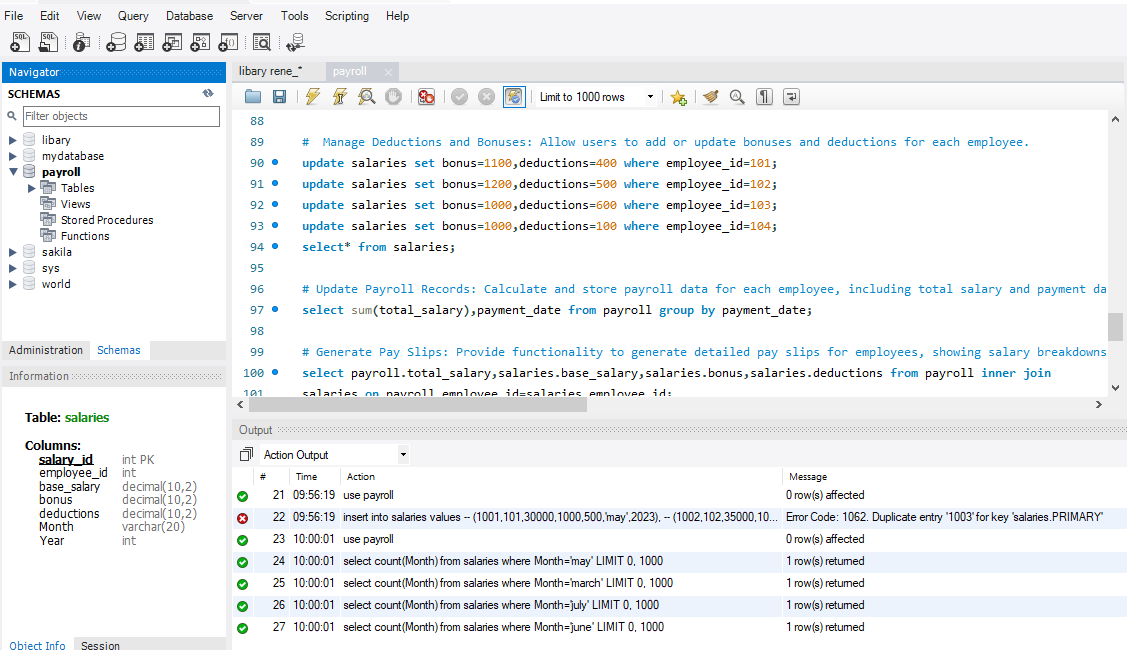 File Edit View Query Database Server Tools Scripting Help
SQL SQL
Navigator
SCHEMAS
Filter objects
libary
mydatabase
payroll
Tables
Views
Stored Procedures
Functions
sakila
sys
world
Administration Schemas
Information
Table: salaries
Columns:
salary_id int PK
employee_id int
base_salary decimal(10,2)
bonus decimal(10,2)
deductions decimal(10,2)
Month varchar(20)
Year int
Object Info Session
libary rene_* payroll
Limit to 1000 rows
88
89 # Manage Deductions and Bonuses: Allow users to add or update bonuses and deductions for each employee.
90 update salaries set bonus=1100,deductions=400 where employee_id=101;
91 update salaries set bonus=1200,deductions=500 where employee_id=102;
92 update salaries set bonus=1000,deductions=600 where employee_id=103;
93 update salaries set bonus=1000,deductions=100 where employee_id=104;
94 select* from salaries;
95
96 # Update Payroll Records: Calculate and store payroll data for each employee, including total salary and payment da
97 select sum(total_salary),payment_date from payroll group by payment_date;
98
99 # Generate Pay Slips: Provide functionality to generate detailed pay slips for employees, showing salary breakdowns
100 select payroll.total_salary,salaries.base_salary,salaries.bonus,salaries.deductions from payroll inner join
101 salaries on payroll.employee_id=salaries.employee_id;
Output
Action Output
# Time Action Message
21 09:56:19 use payroll 0 row(s) affected
22 09:56:19 insert into salaries values -- (1001,101,30000,1000,500,'may',2023), -- (1002,102,35000,10... Error Code: 1062. Duplicate entry '1003' for key 'salaries.PRIMARY'
23 10:00:01 use payroll 0 row(s) affected
24 10:00:01 select count(Month) from salaries where Month='may' LIMIT 0, 1000 1 row(s) returned
25 10:00:01 select count(Month) from salaries where Month='march' LIMIT 0, 1000 1 row(s) returned
26 10:00:01 select count(Month) from salaries where Month='july' LIMIT 0, 1000 1 row(s) returned
27 10:00:01 select count(Month) from salaries where Month='june' LIMIT 0, 1000 1 row(s) returned